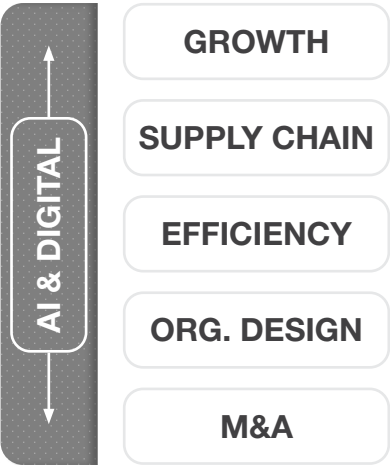 AI & DIGITAL
GROWTH
SUPPLY CHAIN
EFFICIENCY
ORG. DESIGN
M&A